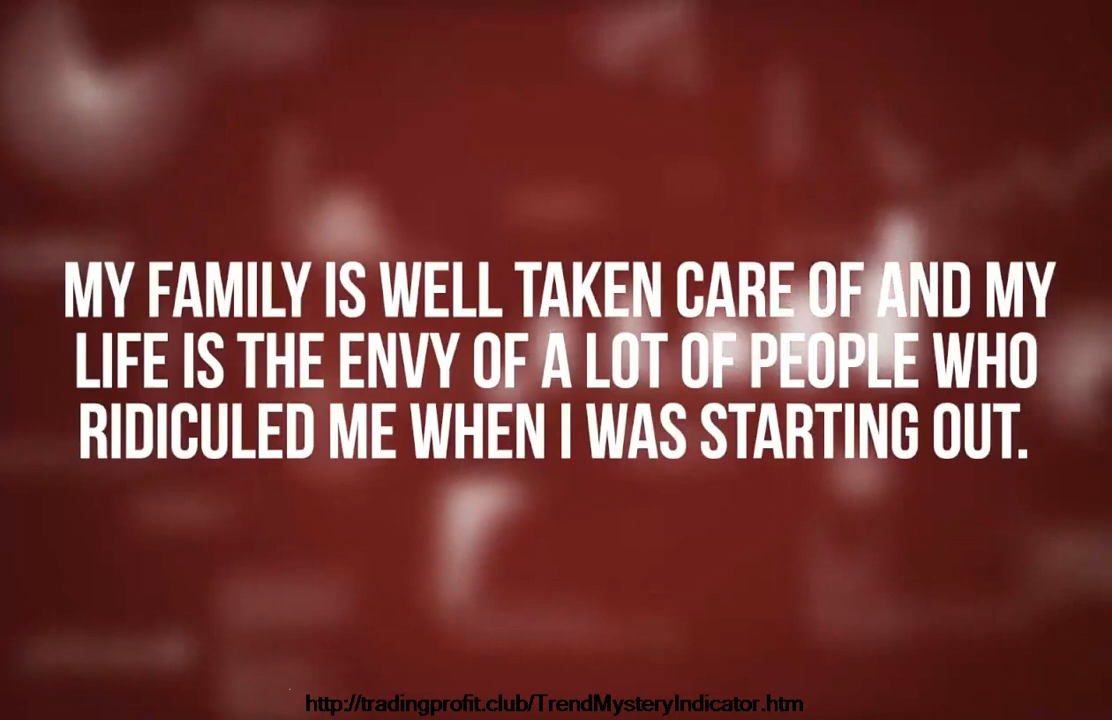 MY FAMILY IS WELL TAKEN CARE OF AND MY
LIFE IS THE ENVY OF A LOT OF PEOPLE WHO
RIDICULED ME WHEN I WAS STARTING OUT.
http://tradingprofit.club/TrendMysteryIndicator.htm